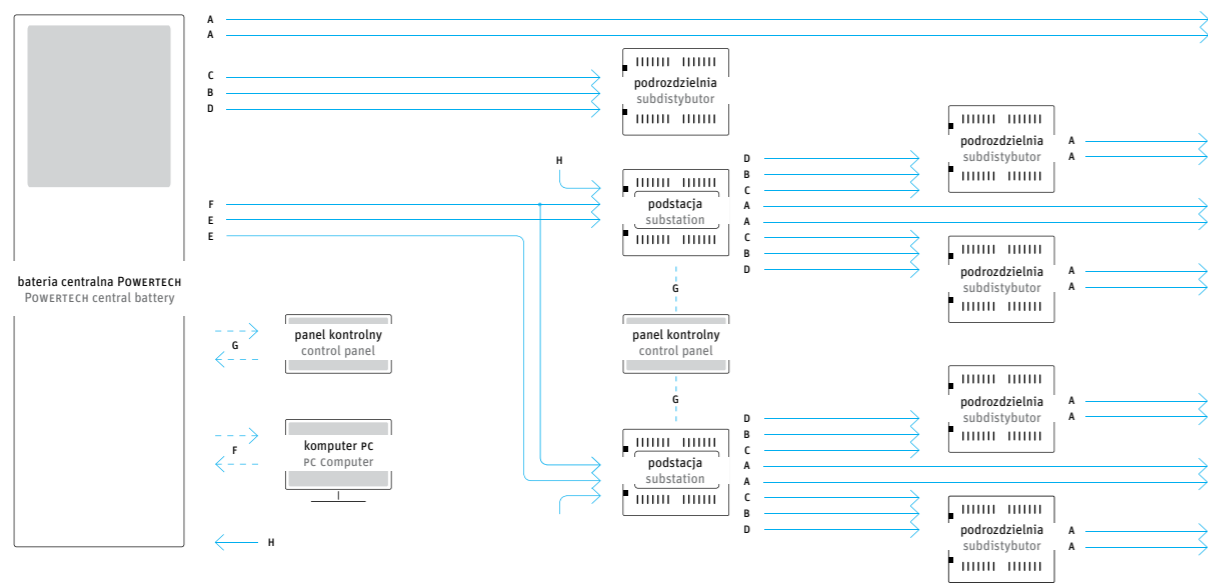 A
A
C
B
D
podrozdzielnia
subdistybutor
podrozdzielnia
subdistybutor
A
A
H
F
E
E
podstacja
substation
D
B
C
A
A
C
B
D
podrozdzielnia
subdistybutor
A
A
bateria centralna POWERTECH
POWERTECH central battery
G
G
panel kontrolny
control panel
panel kontrolny
control panel
G
F
komputer PC
PC Computer
podstacja
substation
D
B
C
A
A
C
B
D
podrozdzielnia
subdistybutor
A
A
podrozdzielnia
subdistybutor
A
A
H